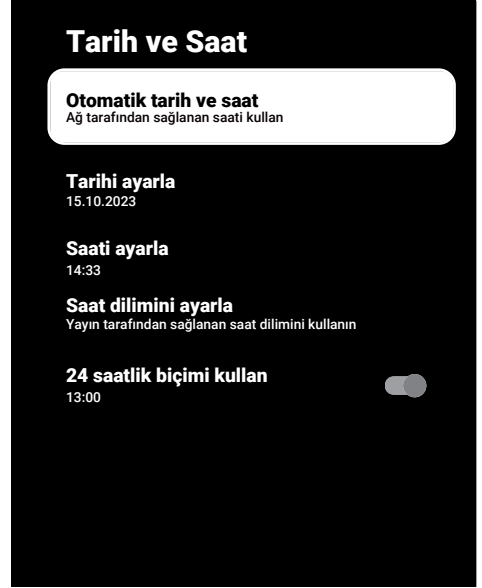 Tarih ve Saat
Otomatik tarih ve saat
Ağ tarafından sağlanan saati kullan
Tarihi ayarla
15.10.2023
Saati ayarla
14:33
Saat dilimini ayarla
Yayın tarafından sağlanan saat dilimini kullanın
24 saatlik biçimi kullan
13:00